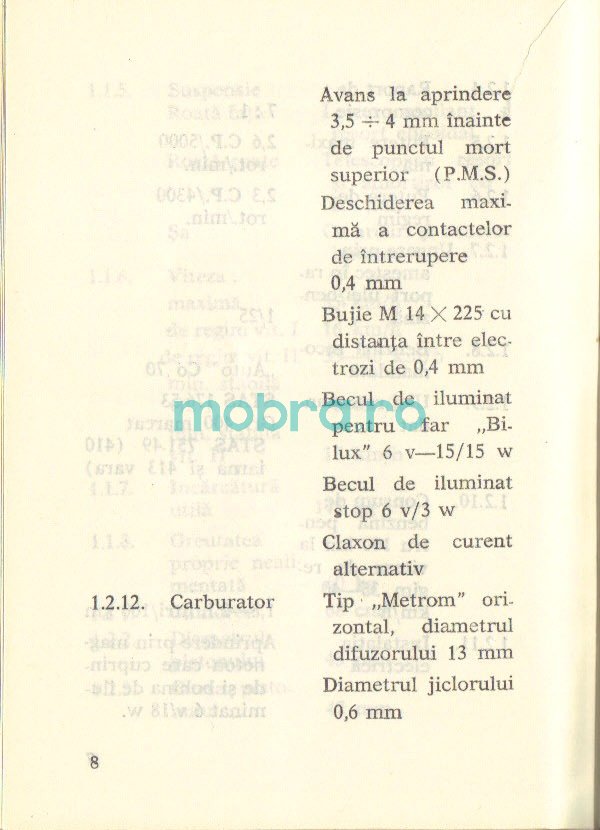 Avans la aprindere
3,5 ÷ 4 mm înainte
de punctul mort
superior (P.M.S.)
Deschiderea maxi-
mă a contactelor
de întrerupere
0,4 mm
Bujie M 14 × 225 cu
distanţa între elec-
trozi de 0,4 mm
Becul de iluminat
pentru far „Bi-
lux” 6 v—15/15 w
mobra.ro
Becul de iluminat
stop 6 v/3 w
Claxon de curent
alternativ
1.2.12. Carburator Tip „Metrom” ori-
zontal, diametrul
difuzorului 13 mm
Diametrul jiclorului
0,6 mm
8